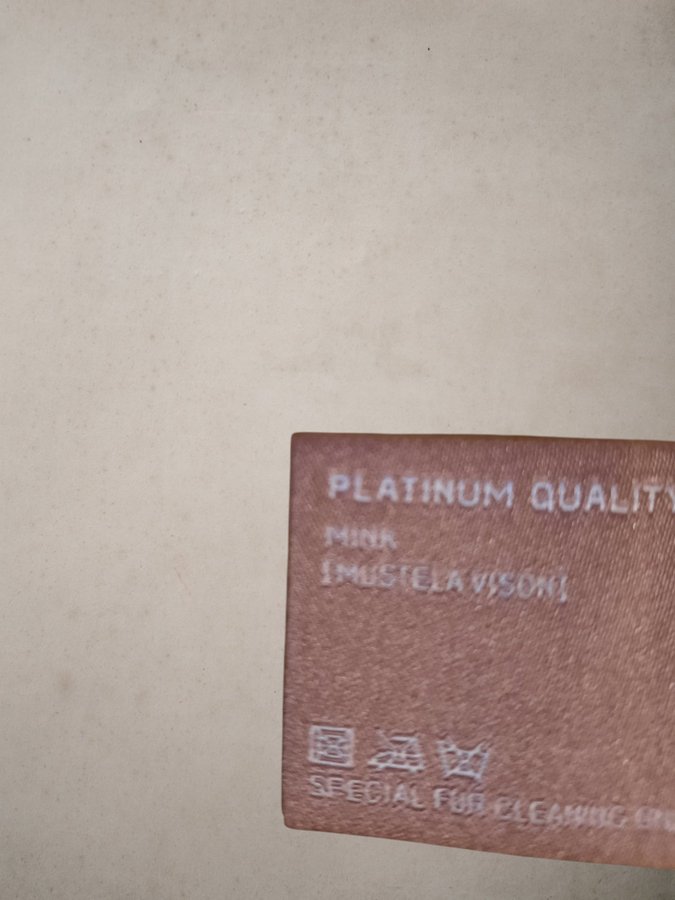 PLATINUM QUALITY
MINK
[MUSTELA VISON]
SPECIAL FUR CLEANING